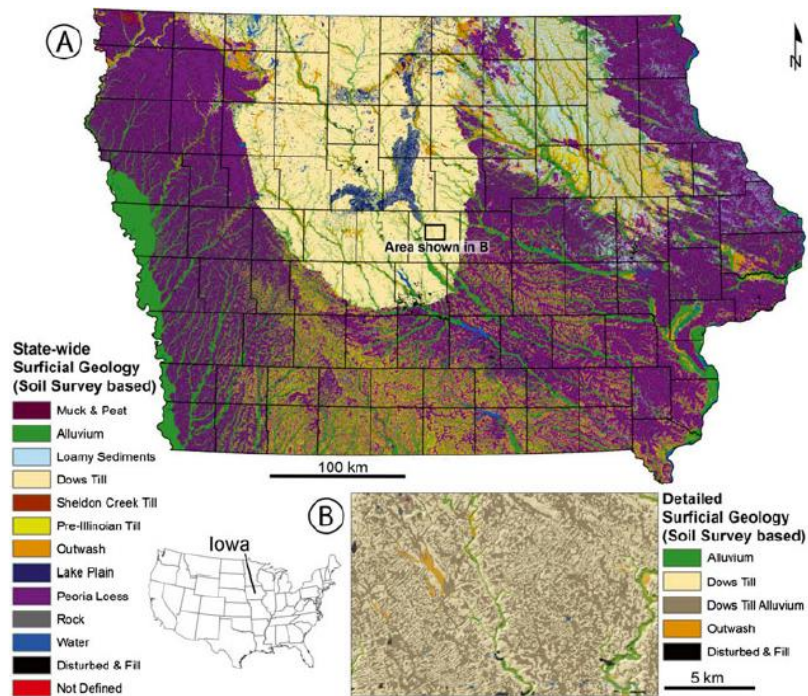 A
N
Area shown in B
State-wide
Surficial Geology
(Soil Survey based)
Muck & Peat
Alluvium
Loamy Sediments
Dows Till
Sheldon Creek Till
Pre-Illinoian Till
Outwash
Lake Plain
Peoria Loess
Rock
Water
Disturbed & Fill
Not Defined
100 km
Iowa
B
Detailed
Surficial Geology
(Soil Survey based)
Alluvium
Dows Till
Dows Till Alluvium
Outwash
Disturbed & Fill
5 km